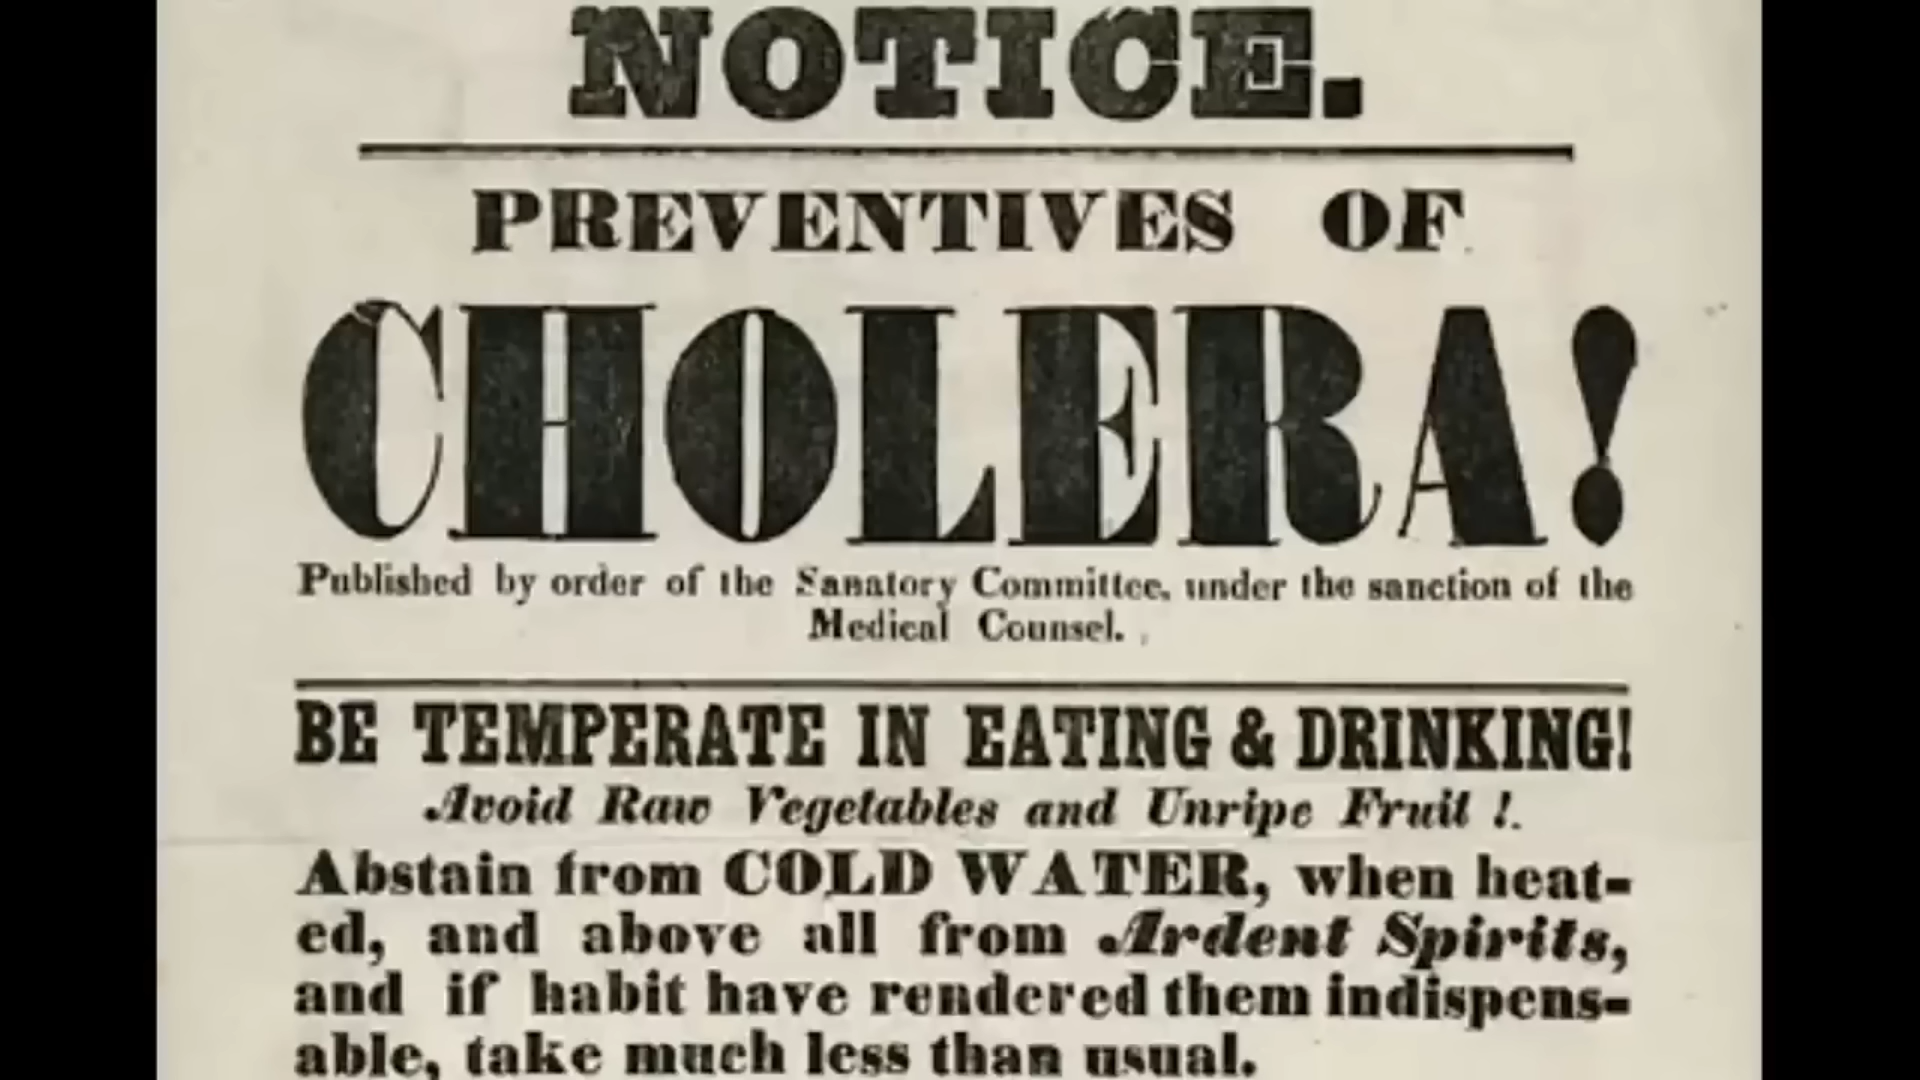 NOTICE.
PREVENTIVES OF
CHOLERA!
Published by order of the Sanatory Committee, under the sanction of the
Medical Counsel.
BE TEMPERATE IN EATING & DRINKING!
Avoid Raw Vegetables and Unripe Fruit !.
Abstain from COLD WATER, when heat-
ed, and above all from Ardent Spirits,
and if habit have rendered them indispens-
able, take much less than usual.